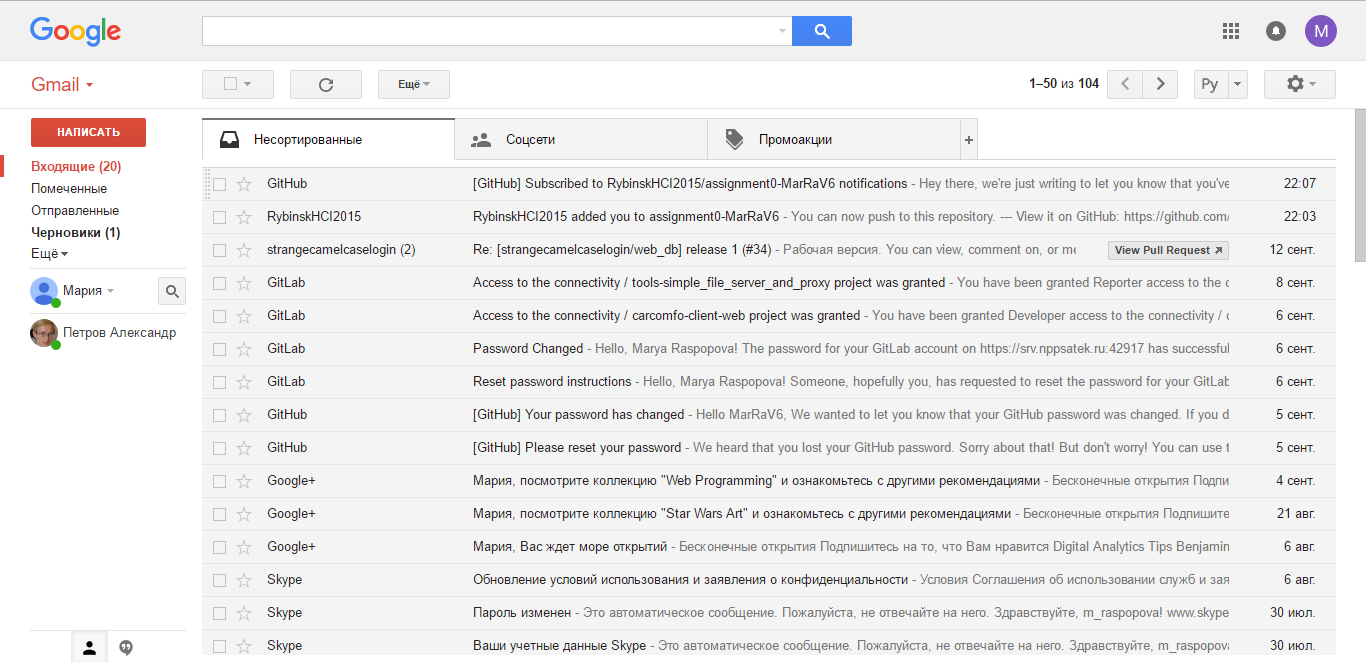 Google
M
Gmail
Ещё
1–50 из 104
Ру
НАПИСАТЬ
Входящие (20)
Помеченные
Отправленные
Черновики (1)
Ещё
Мария
Петров Александр
Несортированные Соцсети Промоакции +
GitHub [GitHub] Subscribed to RybinskHCI2015/assignment0-MarRaV6 notifications - Hey there, we're just writing to let you know that you've 22:07
RybinskHCI2015 RybinskHCI2015 added you to assignment0-MarRaV6 - You can now push to this repository. --- View it on GitHub: https://github.com/ 22:03
strangecamelcaselogin (2) Re: [strangecamelcaselogin/web_db] release 1 (#34) - Рабочая версия. You can view, comment on, or me View Pull Request 12 сент.
GitLab Access to the connectivity / tools-simple_file_server_and_proxy project was granted - You have been granted Reporter access to the c 8 сент.
GitLab Access to the connectivity / carcomfo-client-web project was granted - You have been granted Developer access to the connectivity / c 6 сент.
GitLab Password Changed - Hello, Marya Raspopova! The password for your GitLab account on https://srv.nppsatek.ru:42917 has successful 6 сент.
GitLab Reset password instructions - Hello, Marya Raspopova! Someone, hopefully you, has requested to reset the password for your GitLab 6 сент.
GitHub [GitHub] Your password has changed - Hello MarRaV6, We wanted to let you know that your GitHub password was changed. If you d 5 сент.
GitHub [GitHub] Please reset your password - We heard that you lost your GitHub password. Sorry about that! But don't worry! You can use t 5 сент.
Google+ Мария, посмотрите коллекцию "Web Programming" и ознакомьтесь с другими рекомендациями - Бесконечные открытия Подпи 4 сент.
Google+ Мария, посмотрите коллекцию "Star Wars Art" и ознакомьтесь с другими рекомендациями - Бесконечные открытия Подпишите 21 авг.
Google+ Мария, Вас ждет море открытий - Бесконечные открытия Подпишитесь на то, что Вам нравится Digital Analytics Tips Benjamin 6 авг.
Skype Обновление условий использования и заявления о конфиденциальности - Условия Соглашения об использовании служб и зая 6 авг.
Skype Пароль изменен - Это автоматическое сообщение. Пожалуйста, не отвечайте на него. Здравствуйте, m_raspopova! www.skype 30 июл.
Skype Ваши учетные данные Skype - Это автоматическое сообщение. Пожалуйста, не отвечайте на него. Здравствуйте, m_raspopova 30 июл.